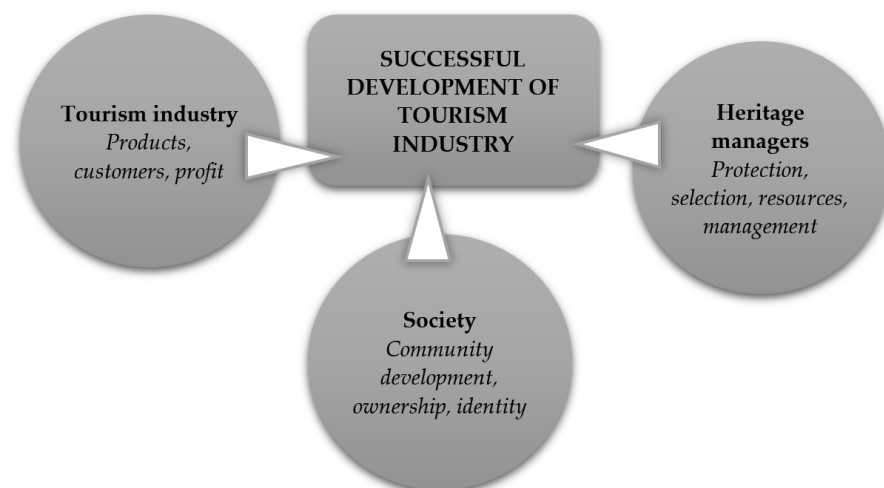 SUCCESSFUL
DEVELOPMENT OF
TOURISM
INDUSTRY
Tourism industry
Products,
customers, profit
Heritage
managers
Protection,
selection, resources,
management
Society
Community
development,
ownership, identity